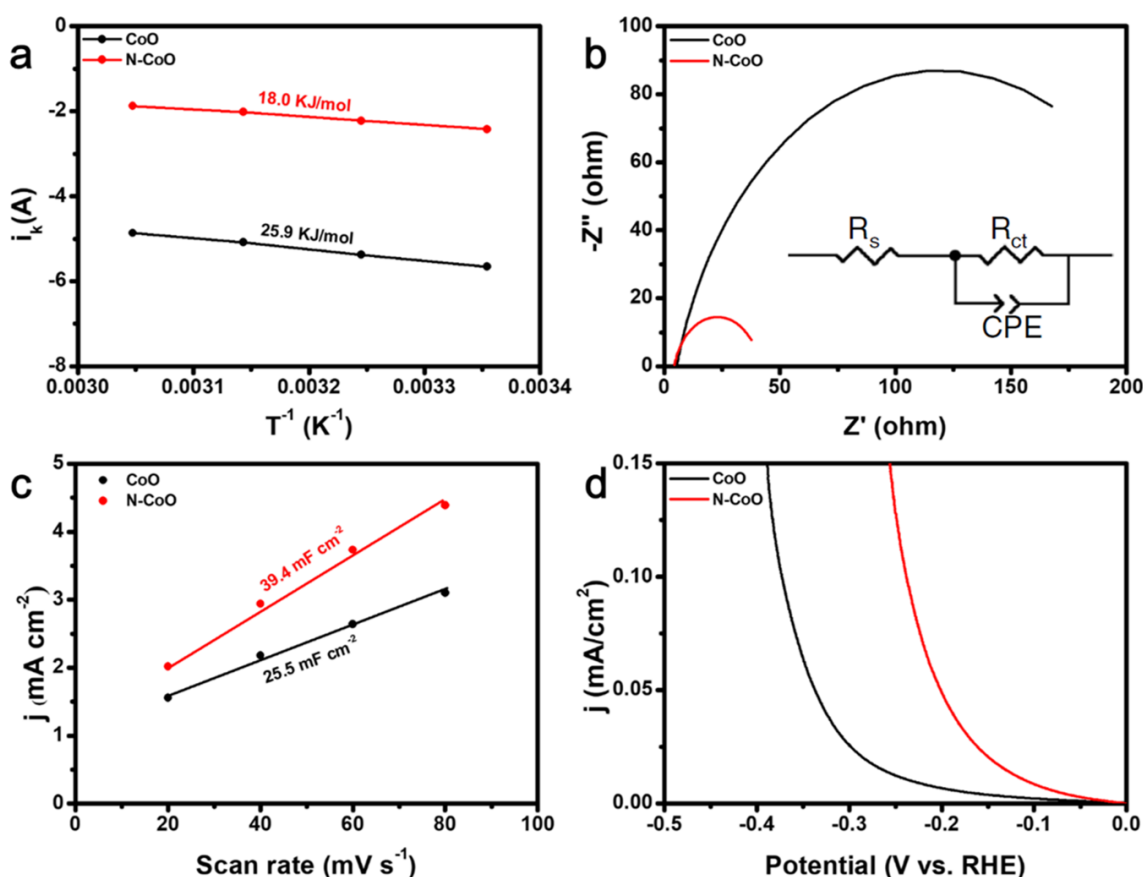 a
CoO
N-CoO
18.0 KJ/mol
25.9 KJ/mol
i_k(A)
0
-2
-4
-6
-8
0.0030 0.0031 0.0032 0.0033 0.0034
T⁻¹ (K⁻¹)
b
CoO
N-CoO
-Z" (ohm)
100
80
60
40
20
0
R_s
R_ct
CPE
0 50 100 150 200
Z' (ohm)
c
CoO
N-CoO
39.4 mF cm⁻²
25.5 mF cm⁻²
j (mA cm⁻²)
5
4
3
2
1
0
0 20 40 60 80 100
Scan rate (mV s⁻¹)
d
CoO
N-CoO
j (mA/cm²)
0.15
0.10
0.05
0.00
-0.5 -0.4 -0.3 -0.2 -0.1 0.0
Potential (V vs. RHE)